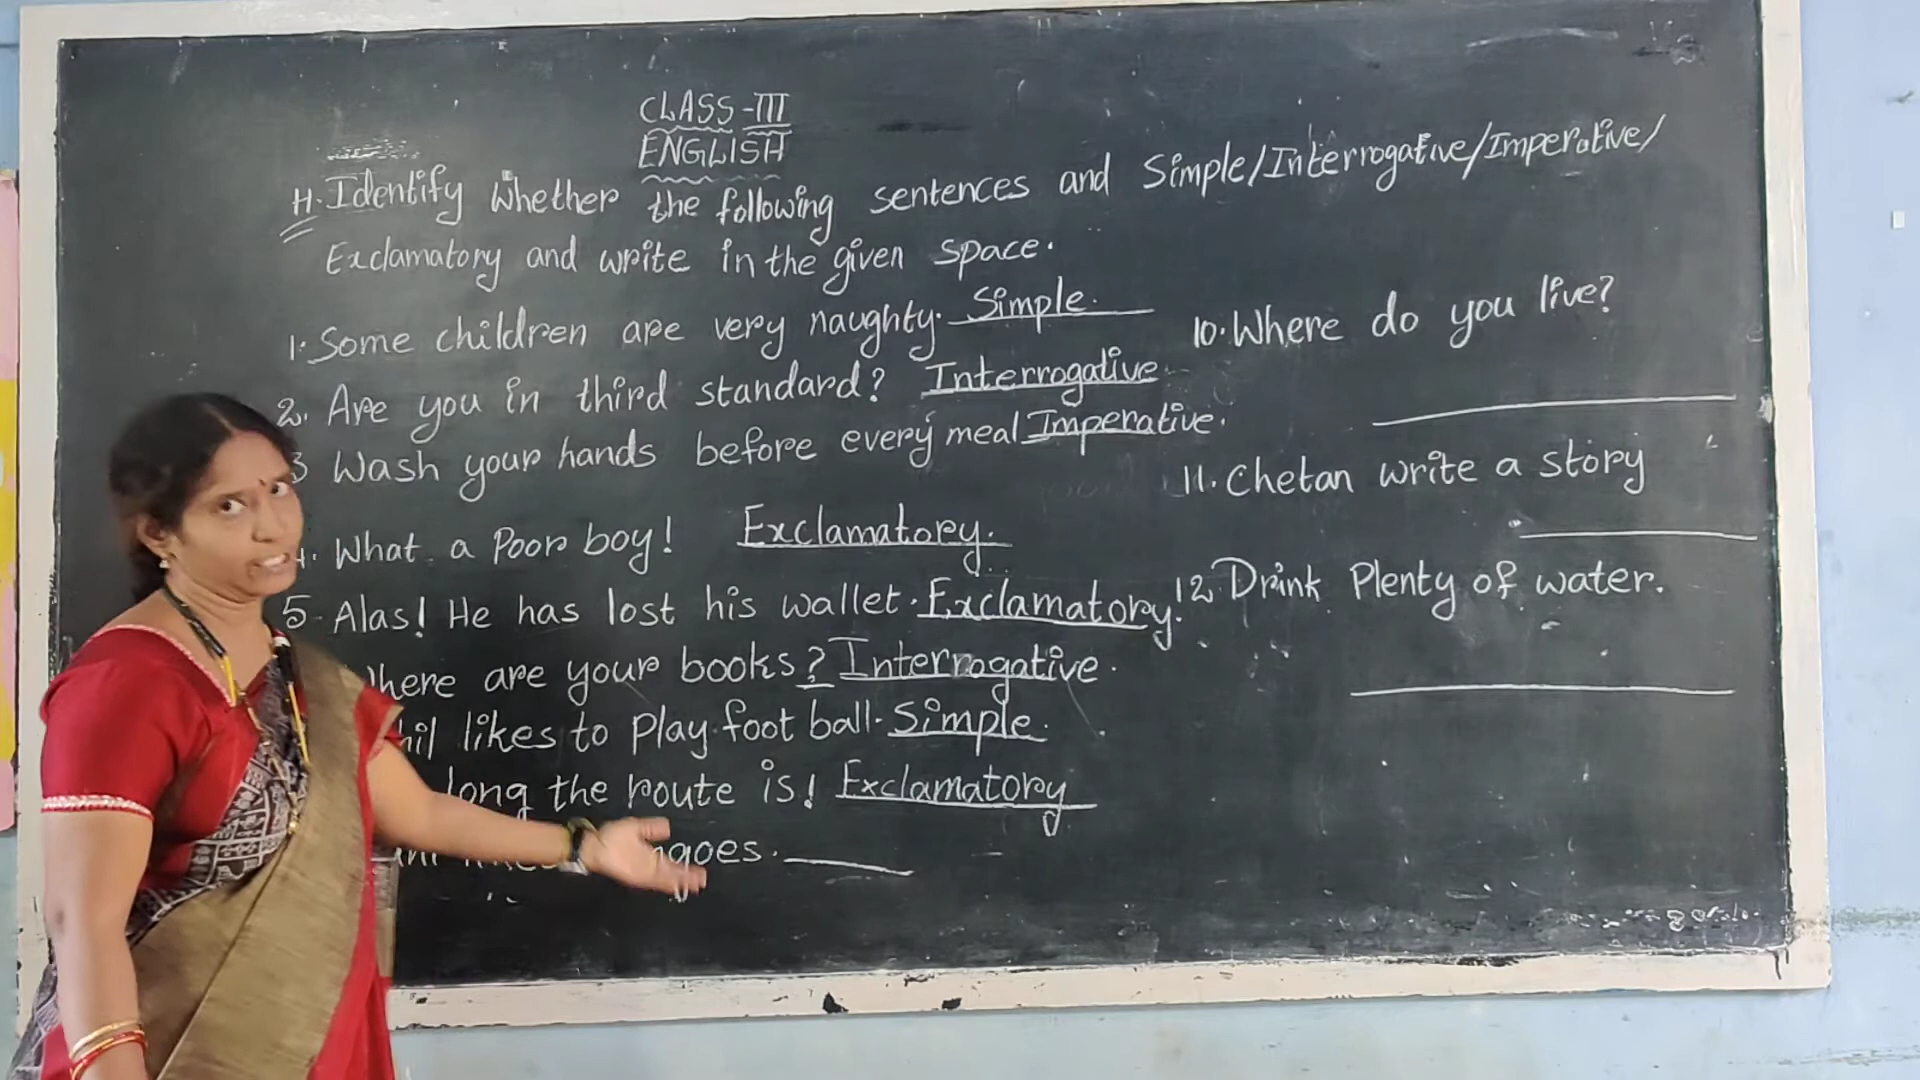 CLASS-III
ENGLISH
H. Identify whether the following sentences and Simple/Interrogative/Imperative/
Exclamatory and write in the given space.
1. Some children are very naughty. Simple.
2. Are you in third standard? Interrogative
3 Wash your hands before every meal Imperative.
4. What a Poor boy! Exclamatory.
5. Alas! He has lost his wallet. Exclamatory.
here are your books? Interrogative.
hil likes to Play foot ball. Simple.
long the route is! Exclamatory
goes.
10. Where do you live?
11. Chetan write a story
12 Drink Plenty of water.